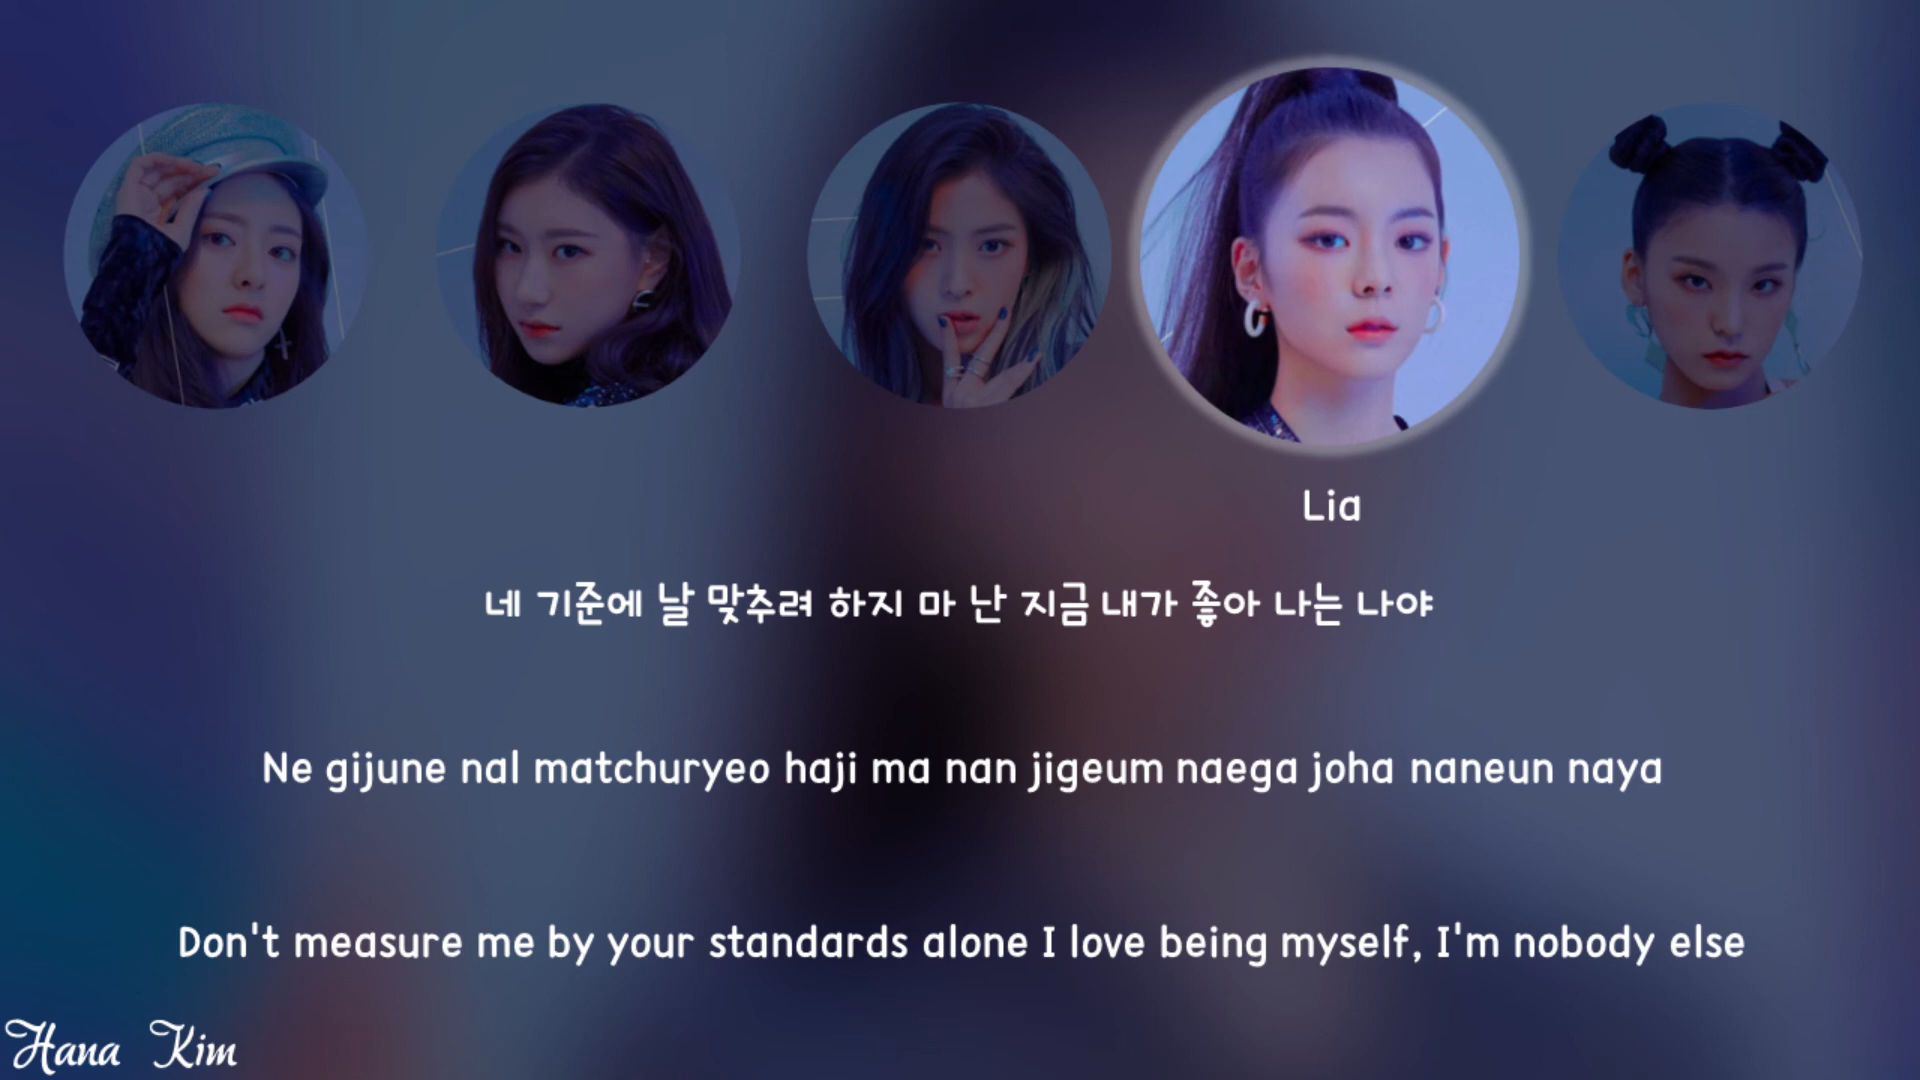 Lia
네 기준에 날 맞추려 하지 마 난 지금 내가 좋아 나는 나야
Ne gijune nal matchuryeo haji ma nan jigeum naega joha naneun naya
Don't measure me by your standards alone I love being myself, I'm nobody else
Hana Kim